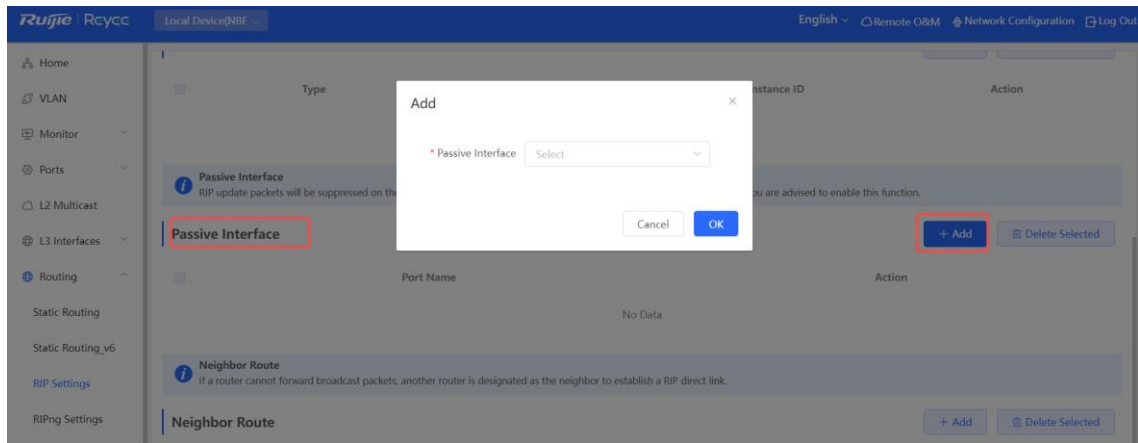 Ruijie | Rcycc
Local Device(NBF
English
Remote O&M
Network Configuration
Log Out
Home
VLAN
Monitor
Ports
L2 Multicast
L3 Interfaces
Routing
Static Routing
Static Routing_v6
RIP Settings
RIPng Settings
Type
nstance ID
Action
Add
* Passive Interface
Select
Cancel
OK
Passive Interface
RIP update packets will be suppressed on the
ou are advised to enable this function.
Passive Interface
+ Add
Delete Selected
Port Name
Action
No Data
Neighbor Route
If a router cannot forward broadcast packets, another router is designated as the neighbor to establish a RIP direct link.
Neighbor Route
+ Add
Delete Selected